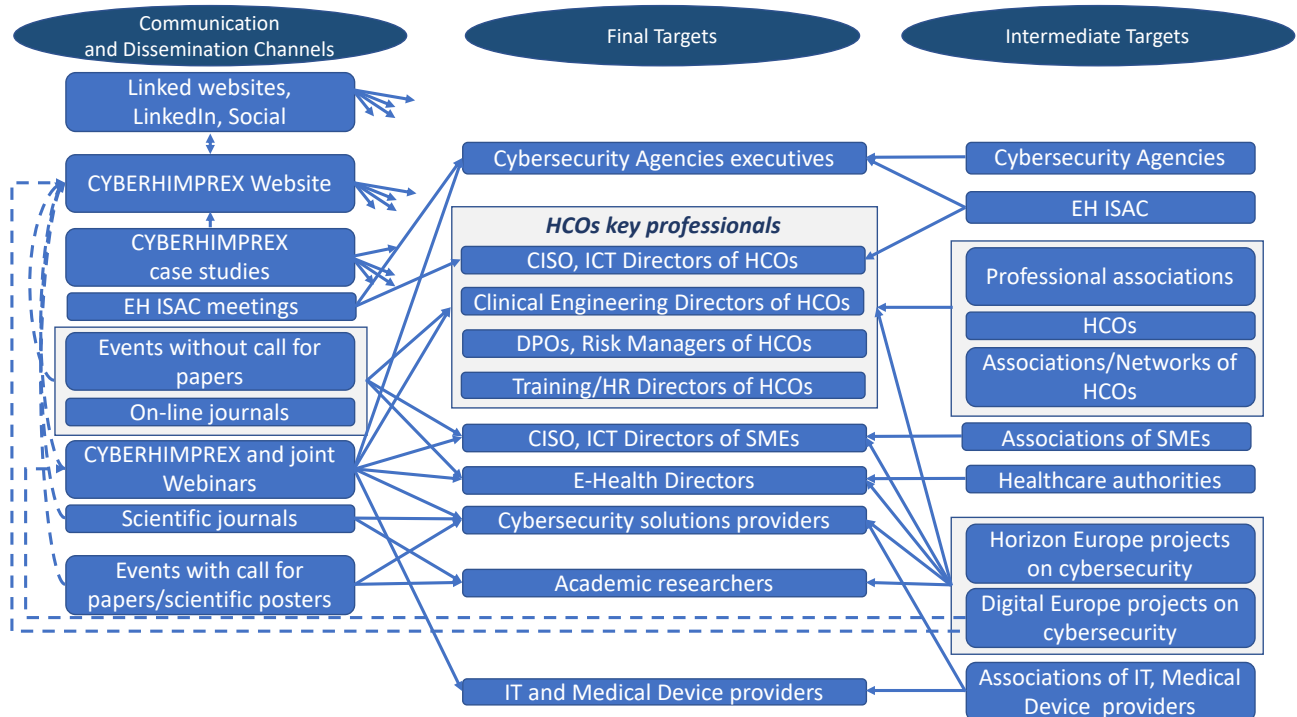 Communication
and Dissemination Channels
Final Targets
Intermediate Targets
Linked websites,
LinkedIn, Social
CYBERHIMPREX Website
CYBERHIMPREX
case studies
EH ISAC meetings
Events without call for
papers
On-line journals
CYBERHIMPREX and joint
Webinars
Scientific journals
Events with call for
papers/scientific posters
Cybersecurity Agencies executives
HCOs key professionals
CISO, ICT Directors of HCOs
Clinical Engineering Directors of HCOs
DPOs, Risk Managers of HCOs
Training/HR Directors of HCOs
CISO, ICT Directors of SMEs
E-Health Directors
Cybersecurity solutions providers
Academic researchers
IT and Medical Device providers
Cybersecurity Agencies
EH ISAC
Professional associations
HCOs
Associations/Networks of
HCOs
Associations of SMEs
Healthcare authorities
Horizon Europe projects
on cybersecurity
Digital Europe projects on
cybersecurity
Associations of IT, Medical
Device providers